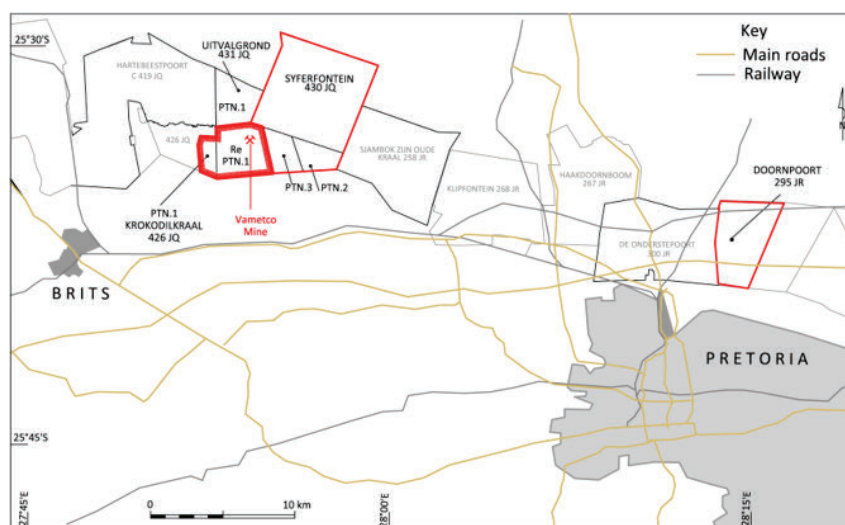 25°30'S
UITVALGROND
431 JQ
HARTEBEESTPOORT
C 419 JQ
SYFERFONTEIN
430 JQ
PTN.1
Key
Main roads
Railway
N
426 JQ
Re
PTN.1
PTN.3
PTN.2
SJAMBOK ZIJN OUDE
KRAAL 258 JR
KLIPFONTEIN 268 JR
HAAKDOORNBOOM
267 JR
DOORNPOORT
295 JR
PTN.1
KROKODILKRAAL
426 JQ
Vametco
Mine
DE ONDERSTEPOORT
300 JR
BRITS
PRETORIA
25°45'S
0
10 km
27°45'E
28°00'E
28°15'E